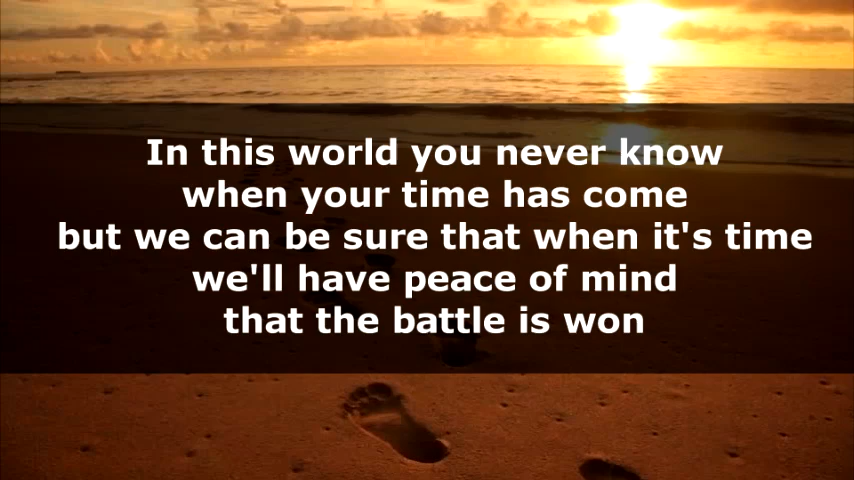 In this world you never know
when your time has come
but we can be sure that when it's time
we'll have peace of mind
that the battle is won